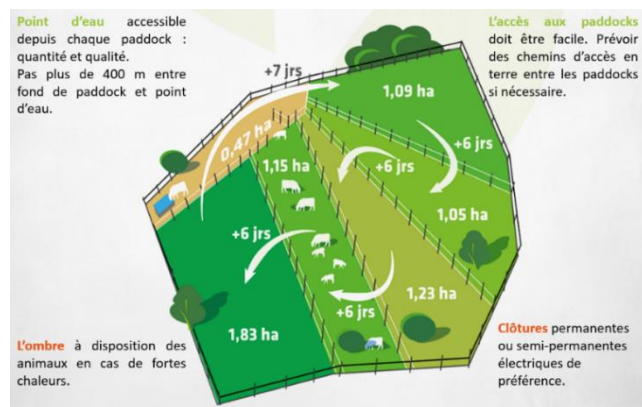 Point d'eau accessible
depuis chaque paddock :
quantité et qualité.
Pas plus de 400 m entre
fond de paddock et point
d'eau.
L'accès aux paddocks
doit être facile. Prévoir
des chemins d'accès en
terre entre les paddocks
si nécessaire.
+7 jrs
1,09 ha
0,47 ha
+6 jrs
1,15 ha
+6 jrs
1,05 ha
+6 jrs
1,23 ha
+6 jrs
1,83 ha
L'ombre à disposition des
animaux en cas de fortes
chaleurs.
Clôtures permanentes
ou semi-permanentes
électriques de
préférence.